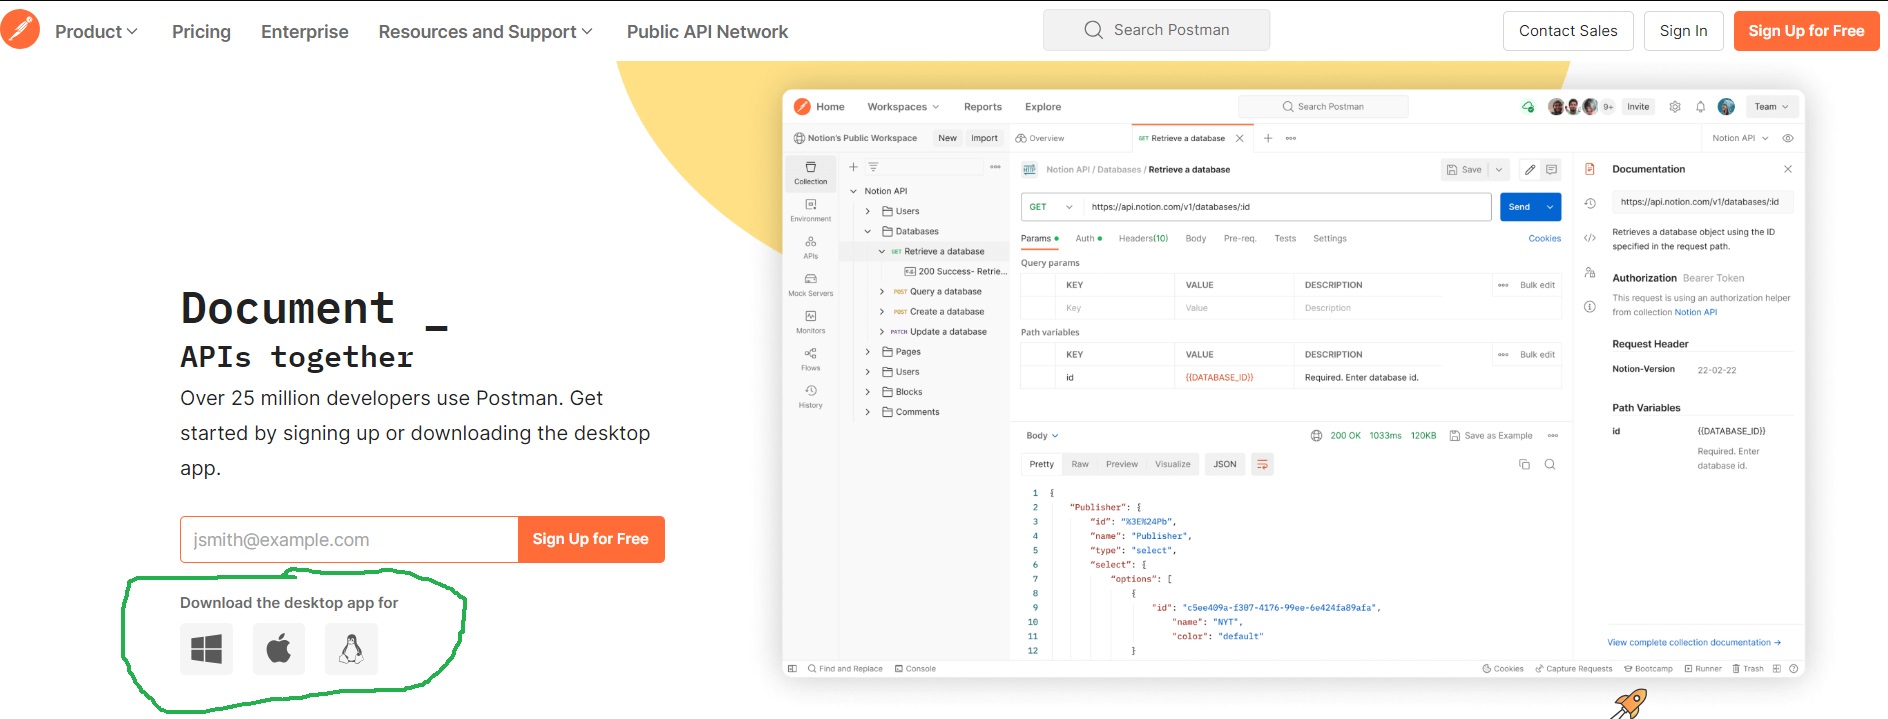 Product
Pricing
Enterprise
Resources and Support
Public API Network
Search Postman
Contact Sales
Sign In
Sign Up for Free
Document _
APIs together
Over 25 million developers use Postman. Get
started by signing up or downloading the desktop
app.
jsmith@example.com
Sign Up for Free
Download the desktop app for
Home
Workspaces
Reports
Explore
Search Postman
9+
Invite
Team
Notion's Public Workspace
New
Import
Overview
GET Retrieve a database
Notion API
Collection
Environment
APIs
Mock Servers
Monitors
Flows
History
Notion API
Users
Databases
GET Retrieve a database
200 Success- Retrie...
POST Query a database
POST Create a database
PATCH Update a database
Pages
Users
Blocks
Comments
HTTP
Notion API / Databases / Retrieve a database
Save
GET
https://api.notion.com/v1/databases/:id
Send
Params
Auth
Headers(10)
Body
Pre-req.
Tests
Settings
Cookies
Query params
KEY VALUE DESCRIPTION
Bulk edit
Key Value Description
Path variables
KEY VALUE DESCRIPTION
Bulk edit
id {{DATABASE_ID}} Required. Enter database id.
Body
200 OK 1033ms 120KB
Save as Example
Pretty
Raw
Preview
Visualize
JSON
1 {
2 "Publisher": {
3 "id": "%3E%24Pb",
4 "name": "Publisher",
5 "type": "select",
6 "select": {
7 "options": [
8 {
9 "id": "c5ee409a-f307-4176-99ee-6e424fa89afa",
10 "name": "NYT",
11 "color": "default"
12 }
Documentation
https://api.notion.com/v1/databases/:id
Retrieves a database object using the ID
specified in the request path.
Authorization Bearer Token
This request is using an authorization helper
from collection Notion API
Request Header
Notion-Version 22-02-22
Path Variables
id {{DATABASE_ID}}
Required. Enter
database id.
View complete collection documentation →
Find and Replace
Console
Cookies
Capture Requests
Bootcamp
Runner
Trash